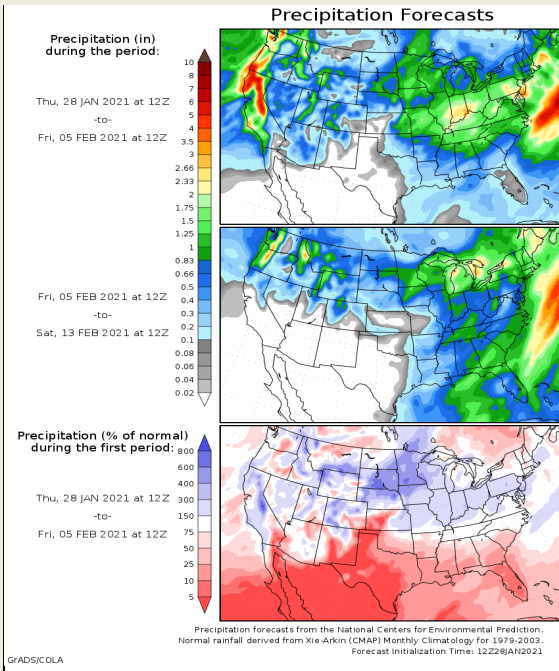 Precipitation Forecasts
Precipitation (in)
during the period:
Thu, 28 JAN 2021 at 12Z
-to-
Fri, 05 FEB 2021 at 12Z
10
8
7
6
5
4
3.5
3
2.66
2.33
2
1.75
1.5
1.25
1
0.83
0.66
0.5
0.4
0.3
0.2
0.1
0.08
0.06
0.04
0.02
Fri, 05 FEB 2021 at 12Z
-to-
Sat, 13 FEB 2021 at 12Z
Precipitation (% of normal)
during the first period:
Thu, 28 JAN 2021 at 12Z
-to-
Fri, 05 FEB 2021 at 12Z
800
600
400
300
150
75
50
25
10
5
Precipitation forecasts from the National Centers for Environmental Prediction.
Normal rainfall derived from Xie-Arkin (CMAP) Monthly Climatology for 1979-2003.
Forecast Initialization Time: 12Z28JAN2021
GrADS/COLA